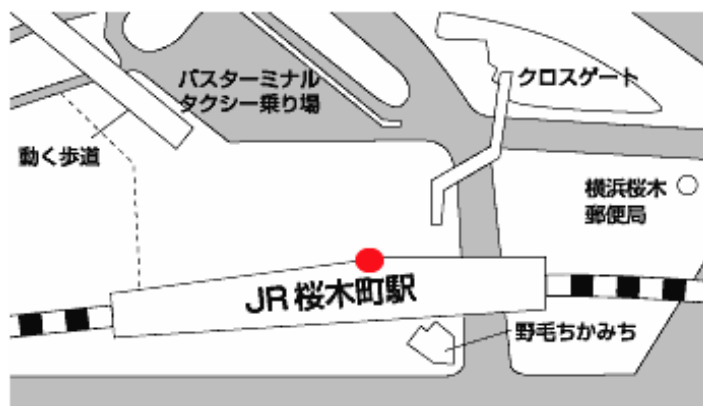 バスターミナル
タクシー乗り場
クロスゲート
動く歩道
横浜桜木
郵便局
JR桜木町駅
野毛ちかみち